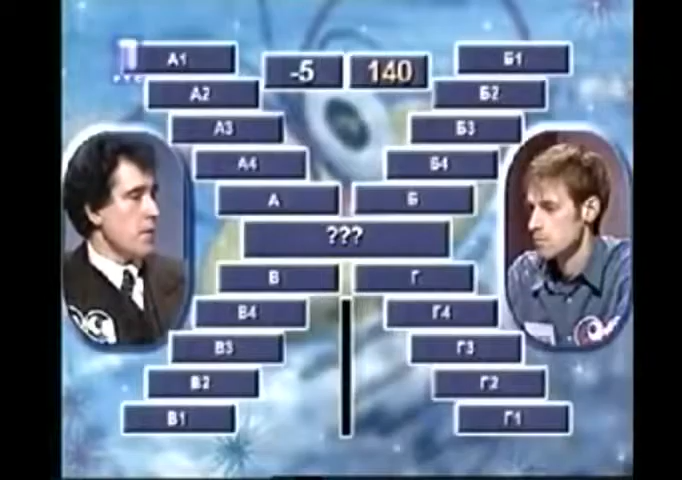 А1 Б1
-5 140
А2 Б2
А3 Б3
А4 Б4
А Б
???
В Г
В4 Г4
В3 Г3
В2 Г2
В1 Г1